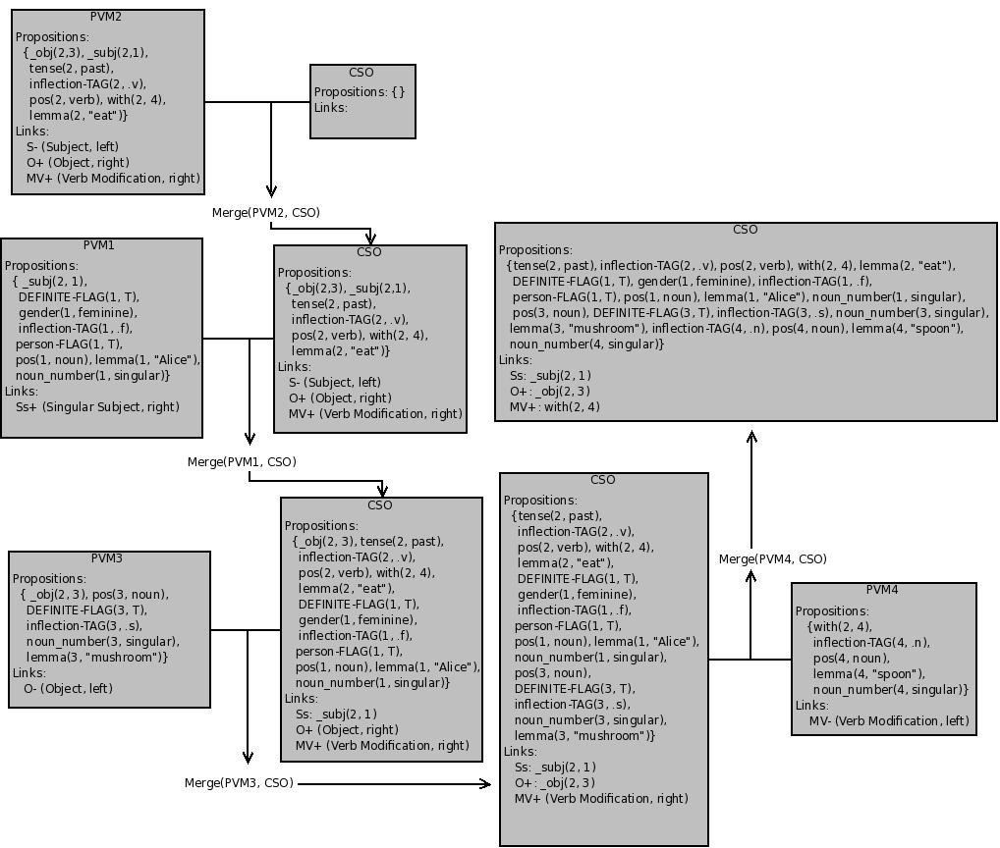 PVM2
Propositions:
{_obj(2,3), _subj(2,1),
tense(2, past),
inflection-TAG(2, .v),
pos(2, verb), with(2, 4),
lemma(2, "eat")}
Links:
S- (Subject, left)
O+ (Object, right)
MV+ (Verb Modification, right)
CSO
Propositions: {}
Links:
Merge(PVM2, CSO)
PVM1
Propositions:
{ _subj(2, 1),
DEFINITE-FLAG(1, T),
gender(1, feminine),
inflection-TAG(1, .f),
person-FLAG(1, T),
pos(1, noun), lemma(1, "Alice"),
noun_number(1, singular)}
Links:
Ss+ (Singular Subject, right)
CSO
Propositions:
{_obj(2,3), _subj(2,1),
tense(2, past),
inflection-TAG(2, .v),
pos(2, verb), with(2, 4),
lemma(2, "eat")}
Links:
S- (Subject, left)
O+ (Object, right)
MV+ (Verb Modification, right)
Merge(PVM1, CSO)
PVM3
Propositions:
{ _obj(2, 3), pos(3, noun),
DEFINITE-FLAG(3, T),
inflection-TAG(3, .s),
noun_number(3, singular),
lemma(3, "mushroom")}
Links:
O- (Object, left)
CSO
Propositions:
{_obj(2, 3), tense(2, past),
inflection-TAG(2, .v),
pos(2, verb), with(2, 4),
lemma(2, "eat"),
DEFINITE-FLAG(1, T),
gender(1, feminine),
inflection-TAG(1, .f),
person-FLAG(1, T),
pos(1, noun), lemma(1, "Alice"),
noun_number(1, singular)}
Links:
Ss: _subj(2, 1)
O+ (Object, right)
MV+ (Verb Modification, right)
Merge(PVM3, CSO)
CSO
Propositions:
{tense(2, past),
inflection-TAG(2, .v),
pos(2, verb), with(2, 4),
lemma(2, "eat"),
DEFINITE-FLAG(1, T),
gender(1, feminine),
inflection-TAG(1, .f),
person-FLAG(1, T),
pos(1, noun), lemma(1, "Alice"),
noun_number(1, singular),
pos(3, noun),
DEFINITE-FLAG(3, T),
inflection-TAG(3, .s),
noun_number(3, singular),
lemma(3, "mushroom")}
Links:
Ss: _subj(2, 1)
O+: _obj(2, 3)
MV+ (Verb Modification, right)
PVM4
Propositions:
{with(2, 4),
inflection-TAG(4, .n),
pos(4, noun),
lemma(4, "spoon"),
noun_number(4, singular)}
Links:
MV- (Verb Modification, left)
Merge(PVM4, CSO)
CSO
Propositions:
{tense(2, past), inflection-TAG(2, .v), pos(2, verb), with(2, 4), lemma(2, "eat"),
DEFINITE-FLAG(1, T), gender(1, feminine), inflection-TAG(1, .f),
person-FLAG(1, T), pos(1, noun), lemma(1, "Alice"), noun_number(1, singular),
pos(3, noun), DEFINITE-FLAG(3, T), inflection-TAG(3, .s), noun_number(3, singular),
lemma(3, "mushroom"), inflection-TAG(4, .n), pos(4, noun), lemma(4, "spoon"),
noun_number(4, singular)}
Links:
Ss: _subj(2, 1)
O+: _obj(2, 3)
MV+: with(2, 4)